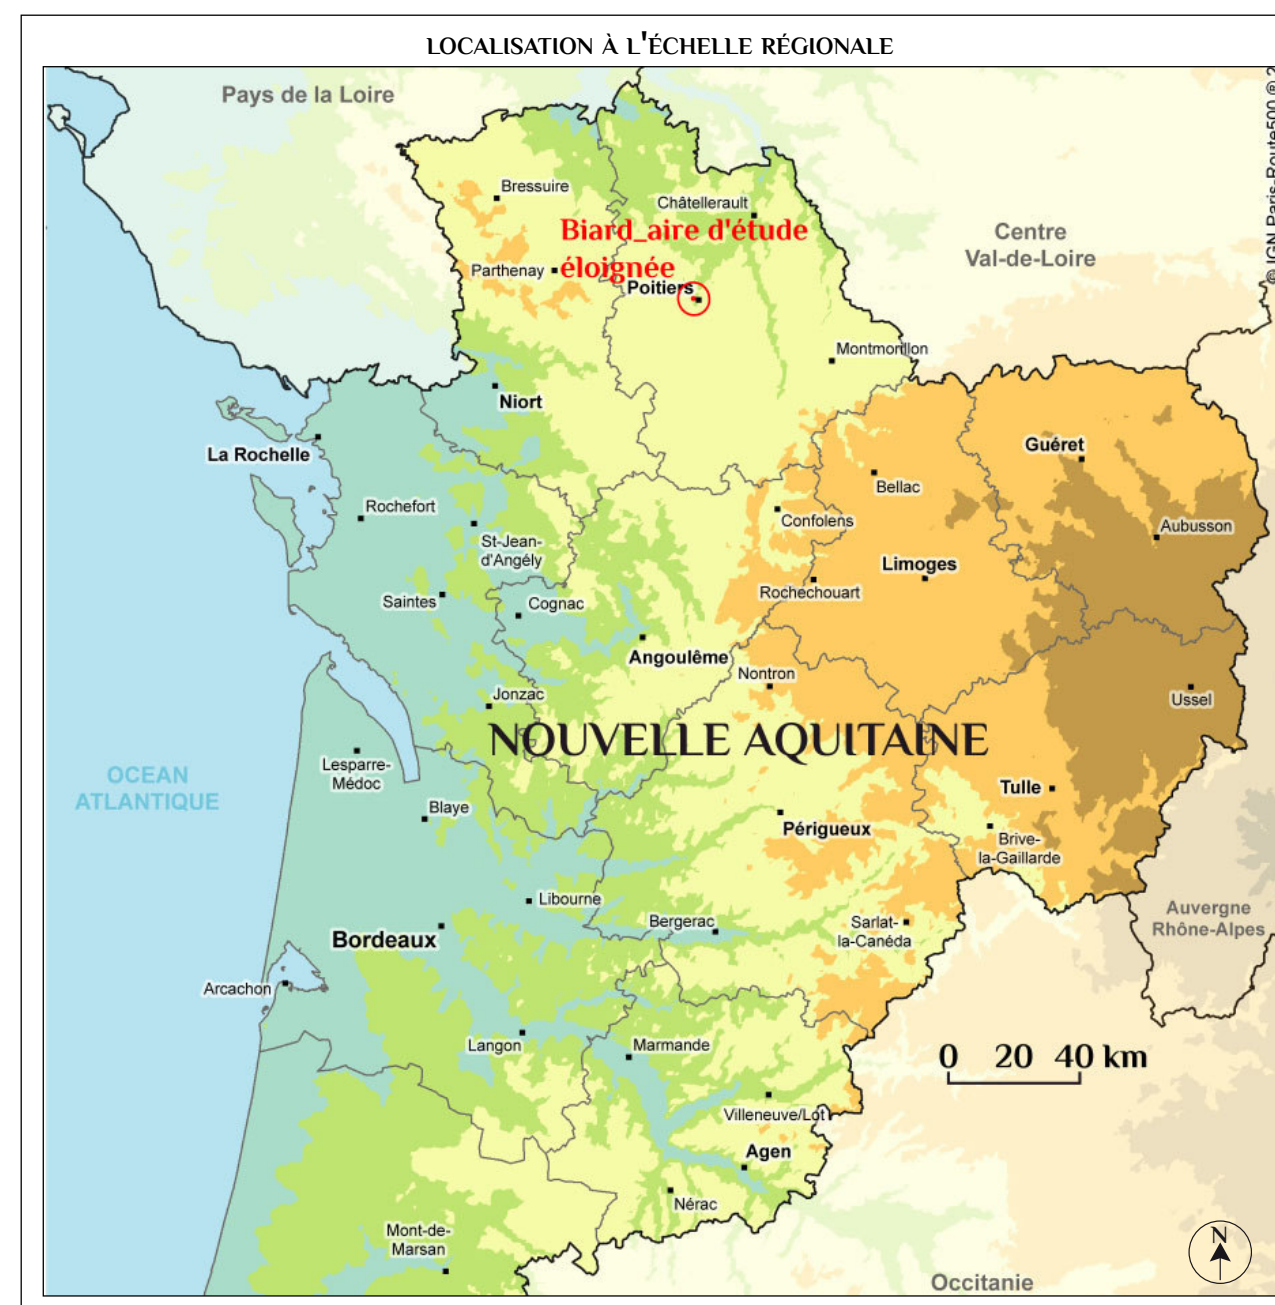 LOCALISATION À L'ÉCHELLE RÉGIONALE
Pays de la Loire
© IGN Paris-Route500 ®
Bressuire
Châtellerault
Biard_aire d'étude
éloignée
Centre
Val-de-Loire
Parthenay
Poitiers
Montmorillon
Niort
La Rochelle
Guéret
Bellac
Rochefort
Confolens
Aubusson
St-Jean-
d'Angély
Limoges
Rochechouart
Saintes
Cognac
Angoulême
Nontron
Jonzac
Ussel
NOUVELLE AQUITAINE
OCEAN
ATLANTIQUE
Lesparre-
Médoc
Tulle
Blaye
Périgueux
Brive-
la-Gaillarde
Libourne
Bergerac
Sarlat-
la-Canéda
Auvergne
Rhône-Alpes
Bordeaux
Arcachon
Langon
Marmande
0 20 40 km
Villeneuve/Lot
Agen
Nérac
Mont-de-
Marsan
N
Occitanie